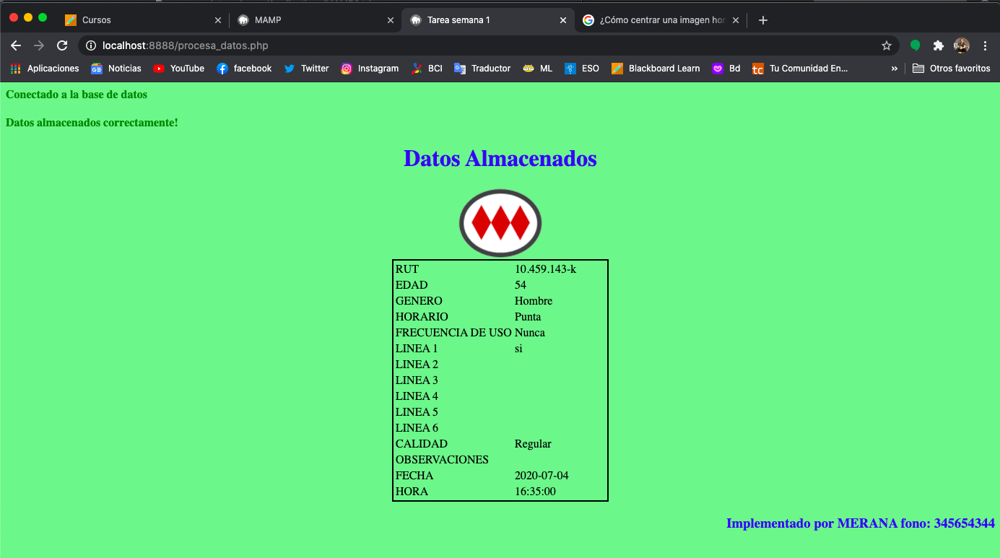 Cursos MAMP Tarea semana 1 ¿Cómo centrar una imagen hor
localhost:8888/procesa_datos.php
Aplicaciones Noticias YouTube facebook Twitter Instagram BCI Traductor ML ESO Blackboard Learn Bd Tu Comunidad En... » Otros favoritos
Conectado a la base de datos
Datos almacenados correctamente!
Datos Almacenados
RUT 10.459.143-k
EDAD 54
GENERO Hombre
HORARIO Punta
FRECUENCIA DE USO Nunca
LINEA 1 si
LINEA 2
LINEA 3
LINEA 4
LINEA 5
LINEA 6
CALIDAD Regular
OBSERVACIONES
FECHA 2020-07-04
HORA 16:35:00
Implementado por MERANA fono: 345654344